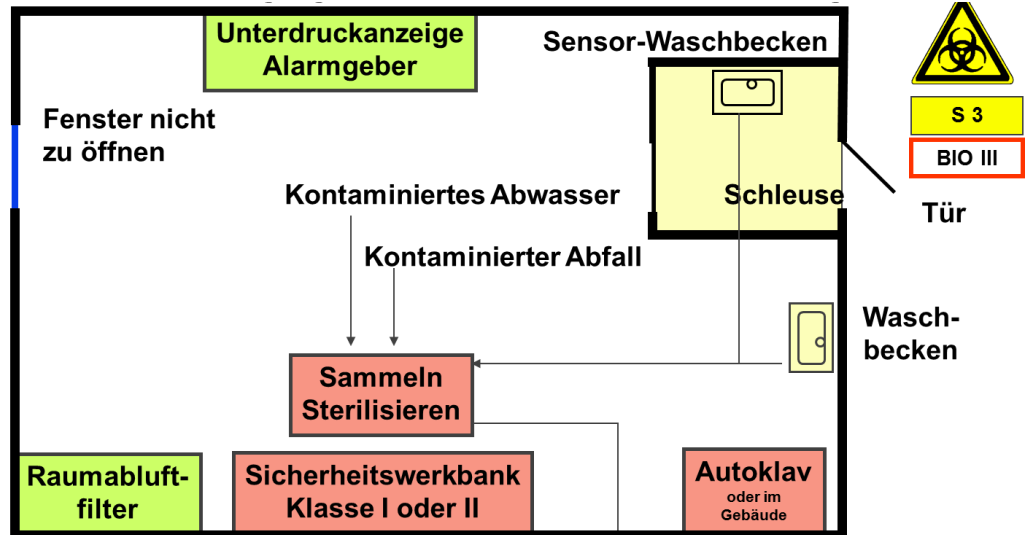 Unterdruckanzeige
Alarmgeber
Sensor-Waschbecken
S 3
BIO III
Fenster nicht
zu öffnen
Kontaminiertes Abwasser
Schleuse
Tür
Kontaminierter Abfall
Wasch-
becken
Sammeln
Sterilisieren
Raumabluft-
filter
Sicherheitswerkbank
Klasse I oder II
Autoklav
oder im
Gebäude